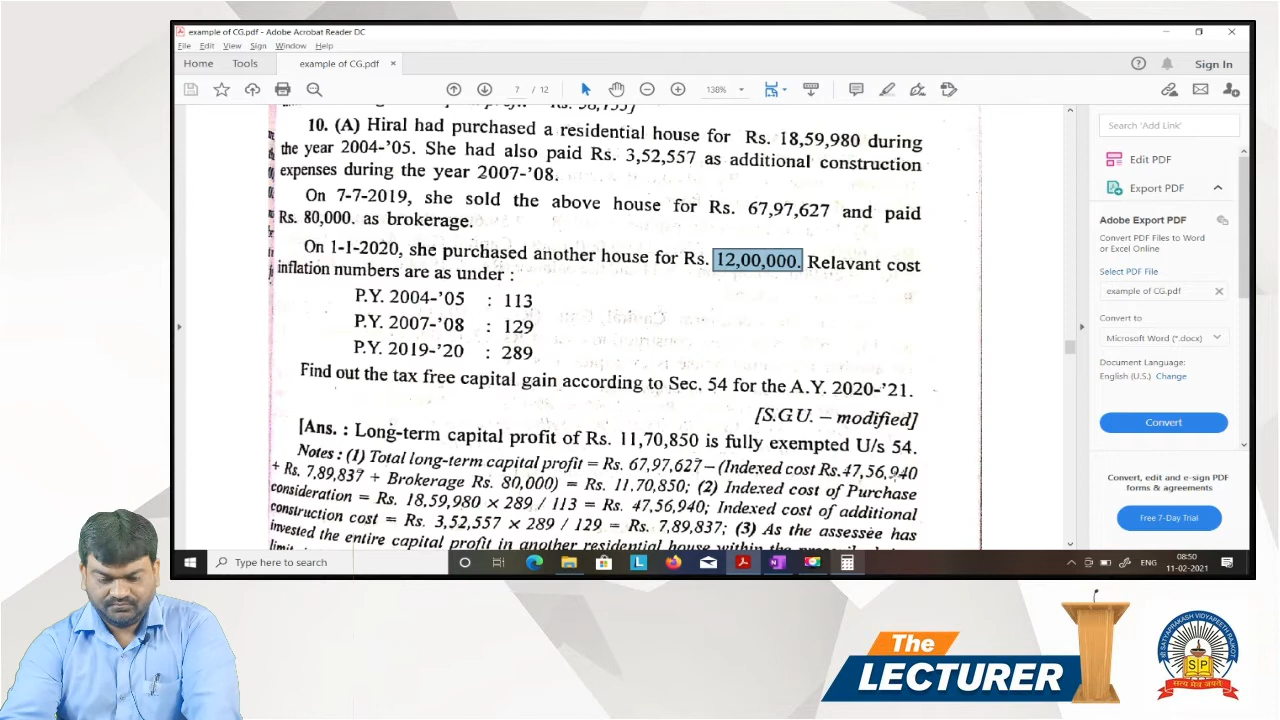 example of CG.pdf - Adobe Acrobat Reader DC
File Edit View Sign Window Help
Home Tools example of CG.pdf × Sign In
7 / 12 138%
10. (A) Hiral had purchased a residential house for Rs. 18,59,980 during
the year 2004-'05. She had also paid Rs. 3,52,557 as additional construction
expenses during the year 2007-'08.
On 7-7-2019, she sold the above house for Rs. 67,97,627 and paid
Rs. 80,000. as brokerage.
On 1-1-2020, she purchased another house for Rs. 12,00,000. Relavant cost
inflation numbers are as under :
P.Y. 2004-'05 : 113
P.Y. 2007-'08 : 129
P.Y. 2019-'20 : 289
Find out the tax free capital gain according to Sec. 54 for the A.Y. 2020-'21.
[S.G.U. – modified]
[Ans. : Long-term capital profit of Rs. 11,70,850 is fully exempted U/s 54.
Notes : (1) Total long-term capital profit = Rs. 67,97,627 – (Indexed cost Rs.47,56,940
+ Rs. 7,89,837 + Brokerage Rs. 80,000) = Rs. 11.70,850; (2) Indexed cost of Purchase
consideration = Rs. 18,59,980 × 289 / 113 = Rs. 47,56,940; Indexed cost of additional
construction cost = Rs. 3,52,557 × 289 / 129 = Rs. 7,89,837; (3) As the assessee has
invested the entire capital profit in another residential house within the
Search 'Add Link'
Edit PDF
Export PDF
Adobe Export PDF
Convert PDF Files to Word
or Excel Online
Select PDF File
example of CG.pdf ×
Convert to
Microsoft Word (*.docx)
Document Language:
English (U.S.) Change
Convert
Convert, edit and e-sign PDF
forms & agreements
Free 7-Day Trial
Type here to search
ENG
08:50
11-02-2021
The
LECTURER
SP